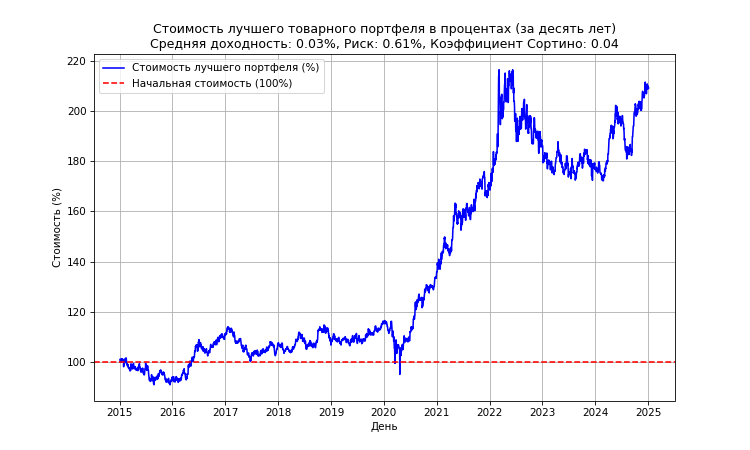 Стоимость лучшего товарного портфеля в процентах (за десять лет)
Средняя доходность: 0.03%, Риск: 0.61%, Коэффициент Сортино: 0.04
Стоимость лучшего портфеля (%)
Начальная стоимость (100%)
Стоимость (%)
220
200
180
160
140
120
100
2015 2016 2017 2018 2019 2020 2021 2022 2023 2024 2025
День